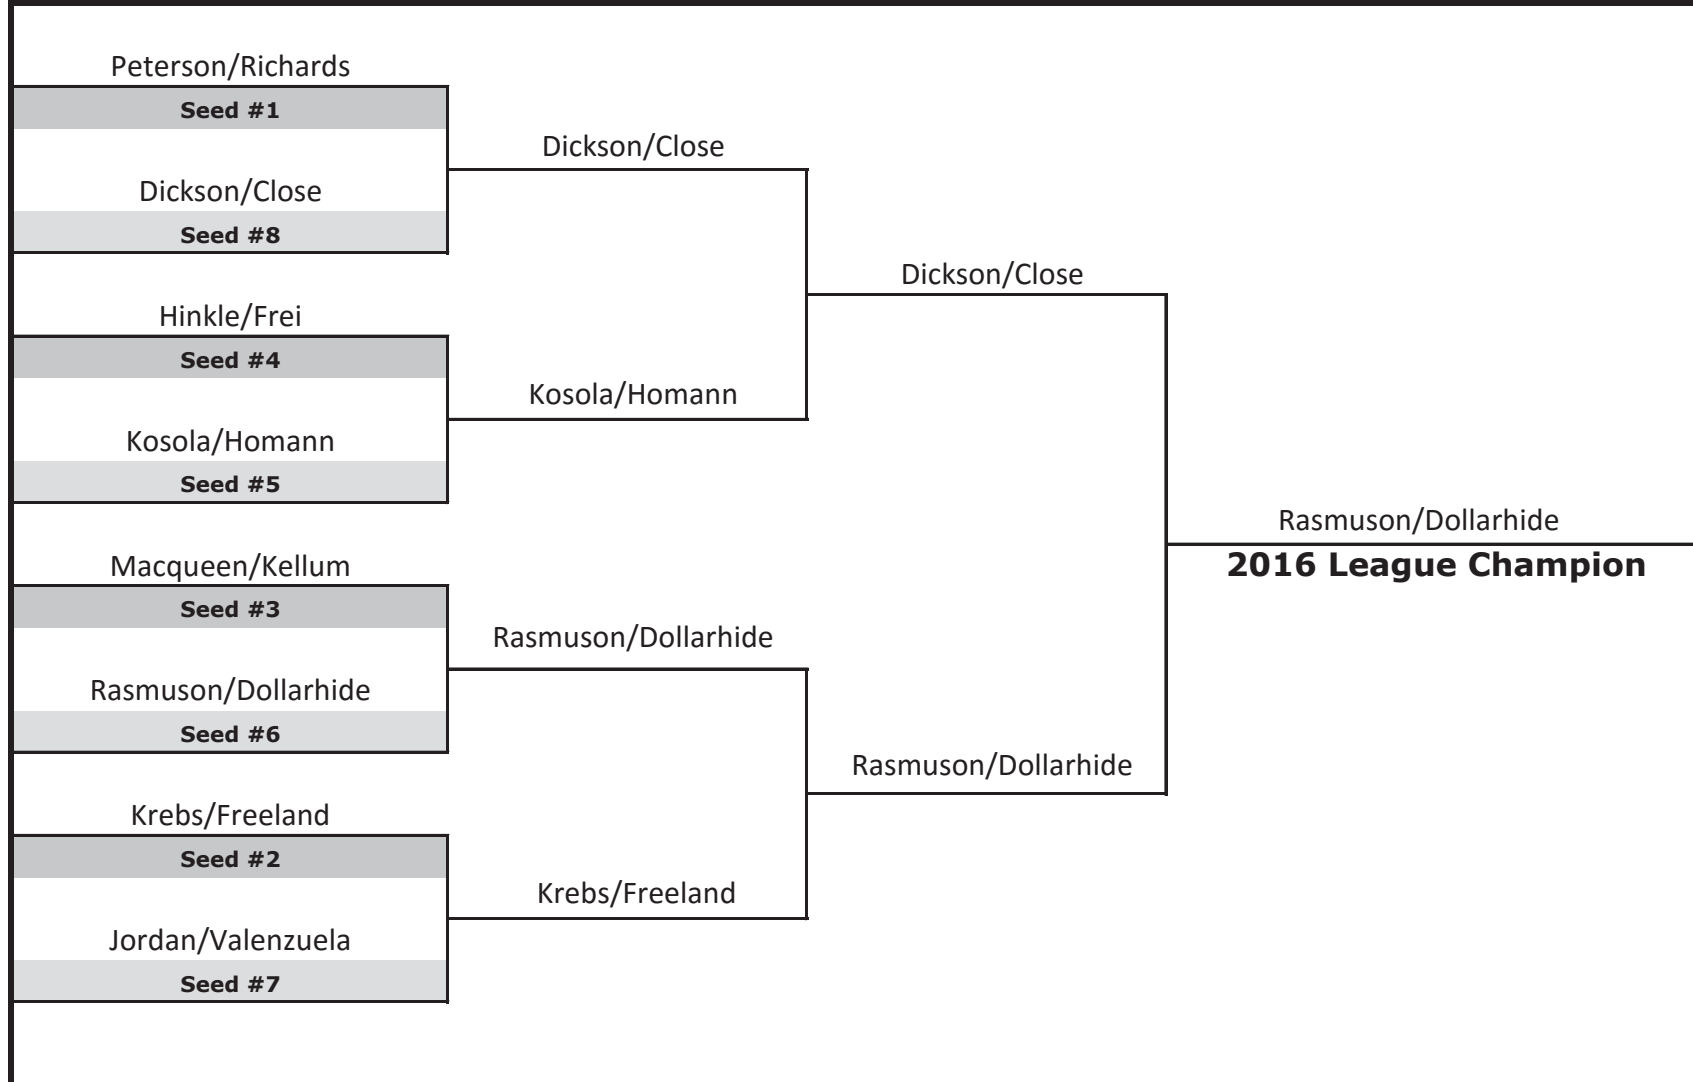 Peterson/Richards
Seed #1
Dickson/Close
Seed #8
Hinkle/Frei
Seed #4
Kosola/Homann
Seed #5
Macqueen/Kellum
Seed #3
Rasmuson/Dollarhide
Seed #6
Krebs/Freeland
Seed #2
Jordan/Valenzuela
Seed #7
Dickson/Close
Kosola/Homann
Rasmuson/Dollarhide
Krebs/Freeland
Dickson/Close
Rasmuson/Dollarhide
Rasmuson/Dollarhide
2016 League Champion